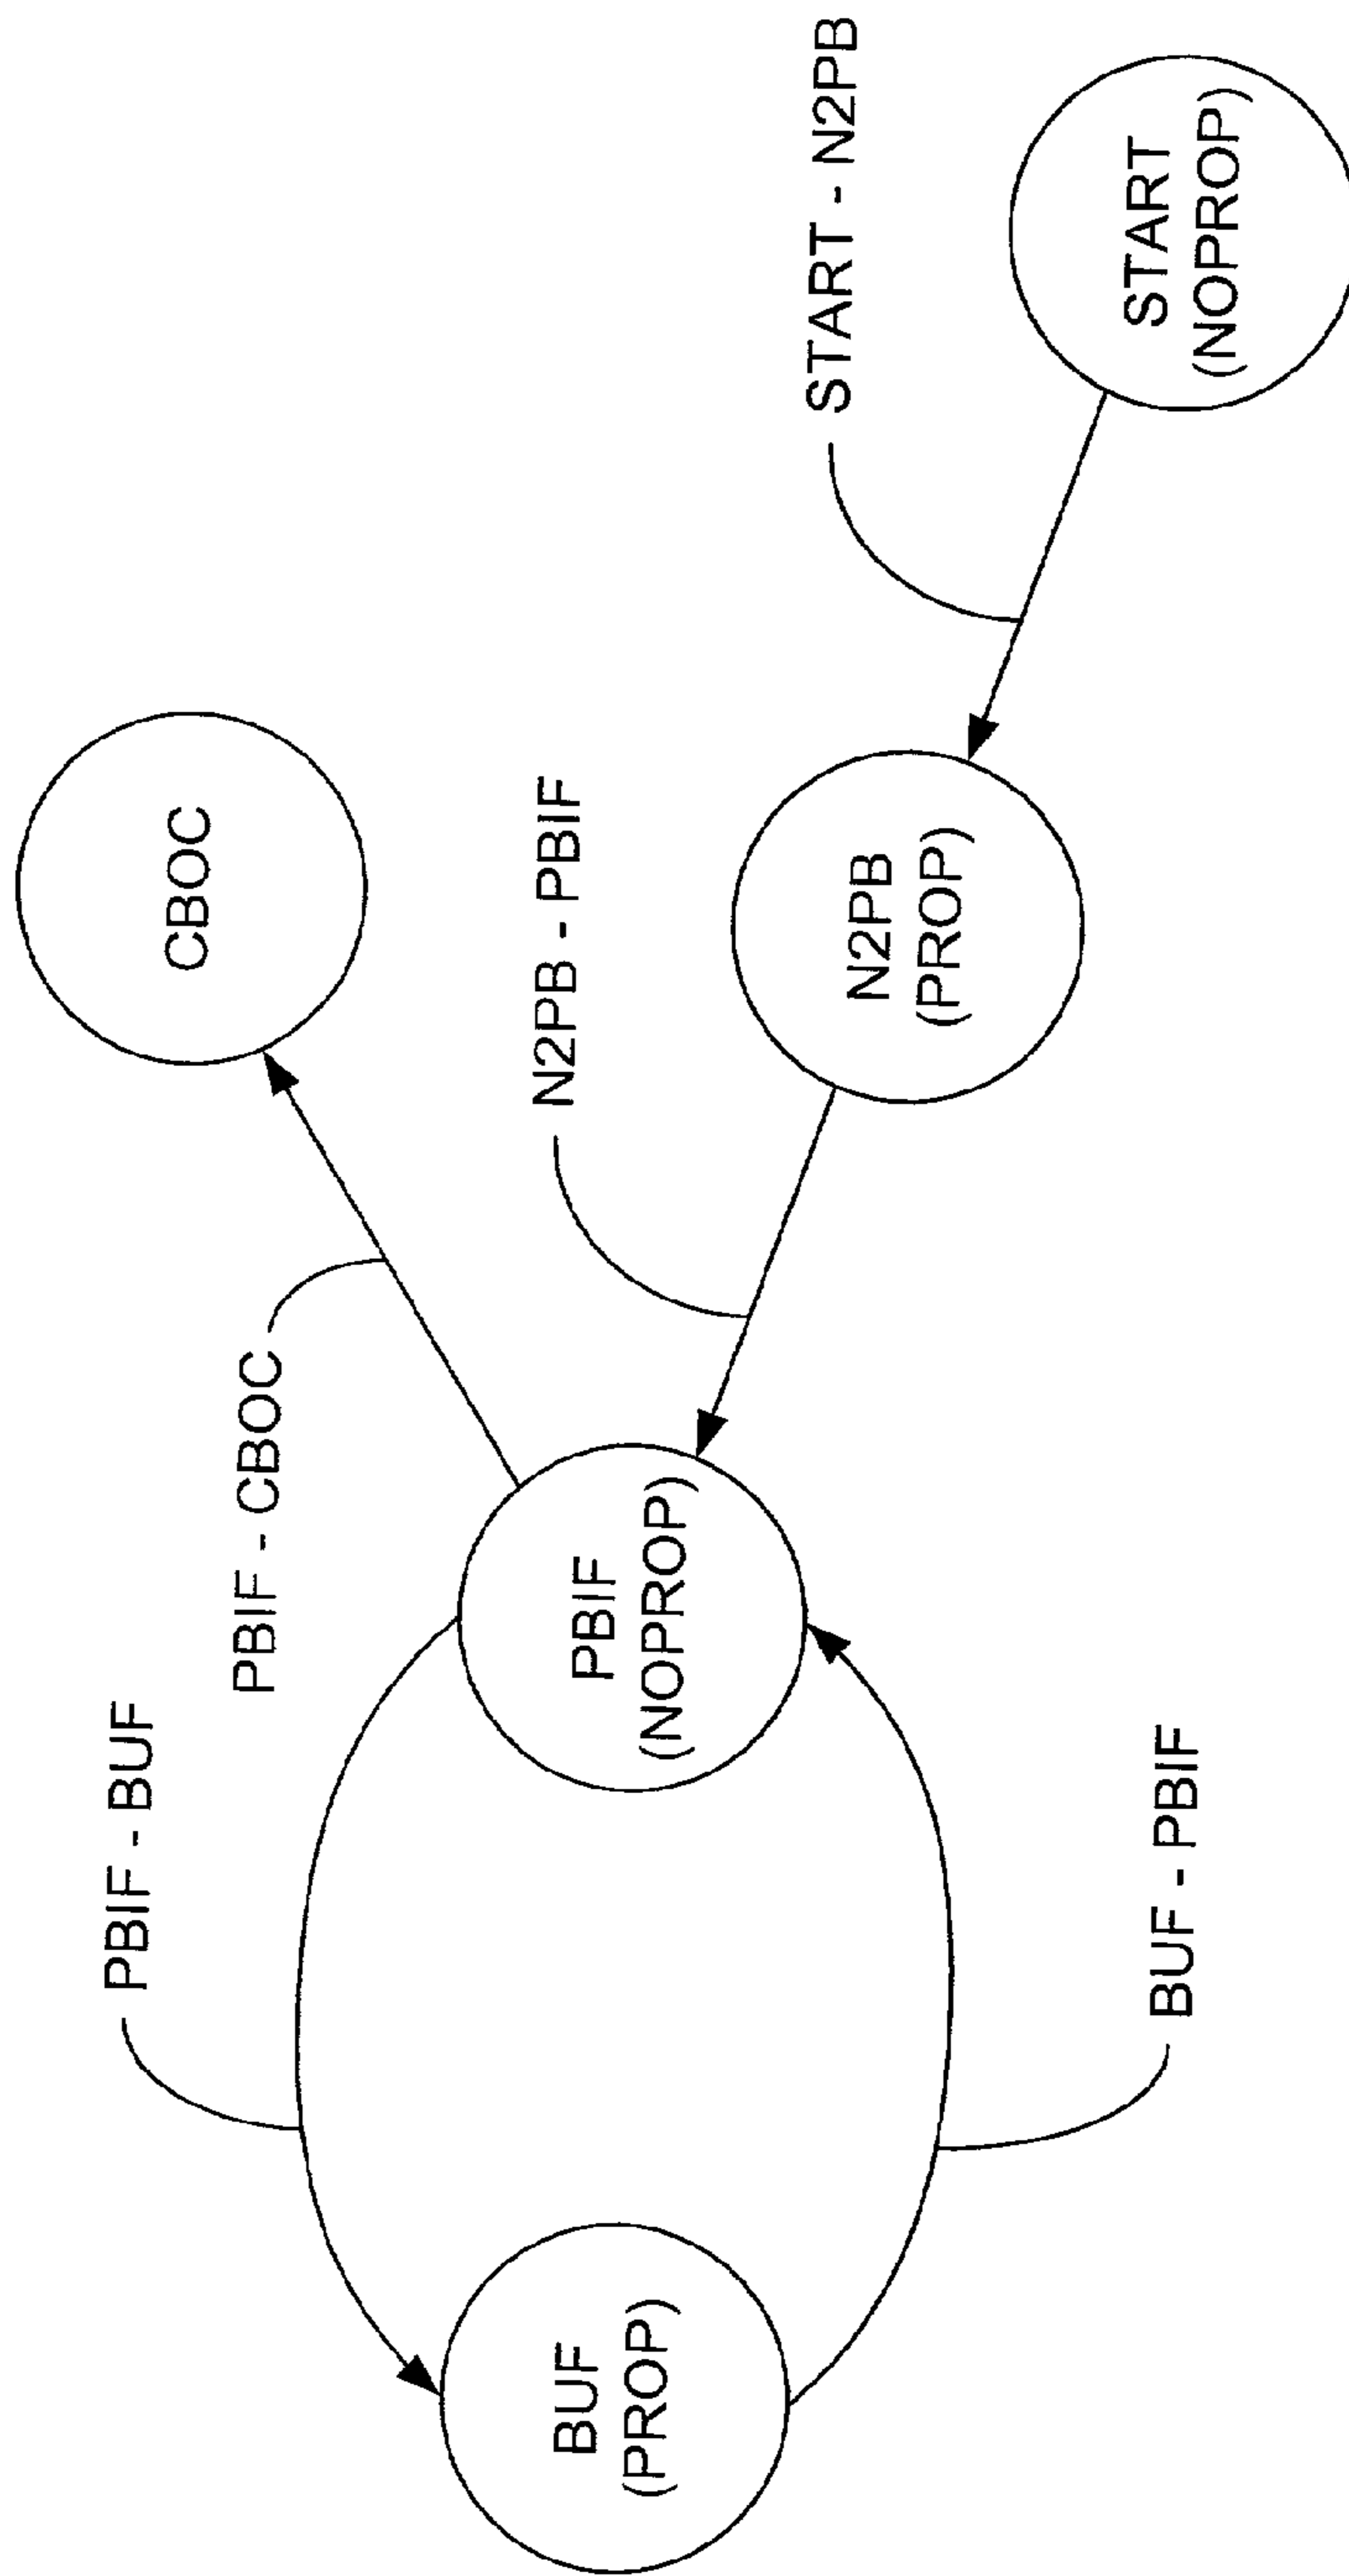 PBIF - BUF
PBIF - CBOC
CBOC
BUF
(PROP)
PBIF
(NOPROP)
N2PB - PBIF
N2PB
(PROP)
START - N2PB
BUF - PBIF
START
(NOPROP)